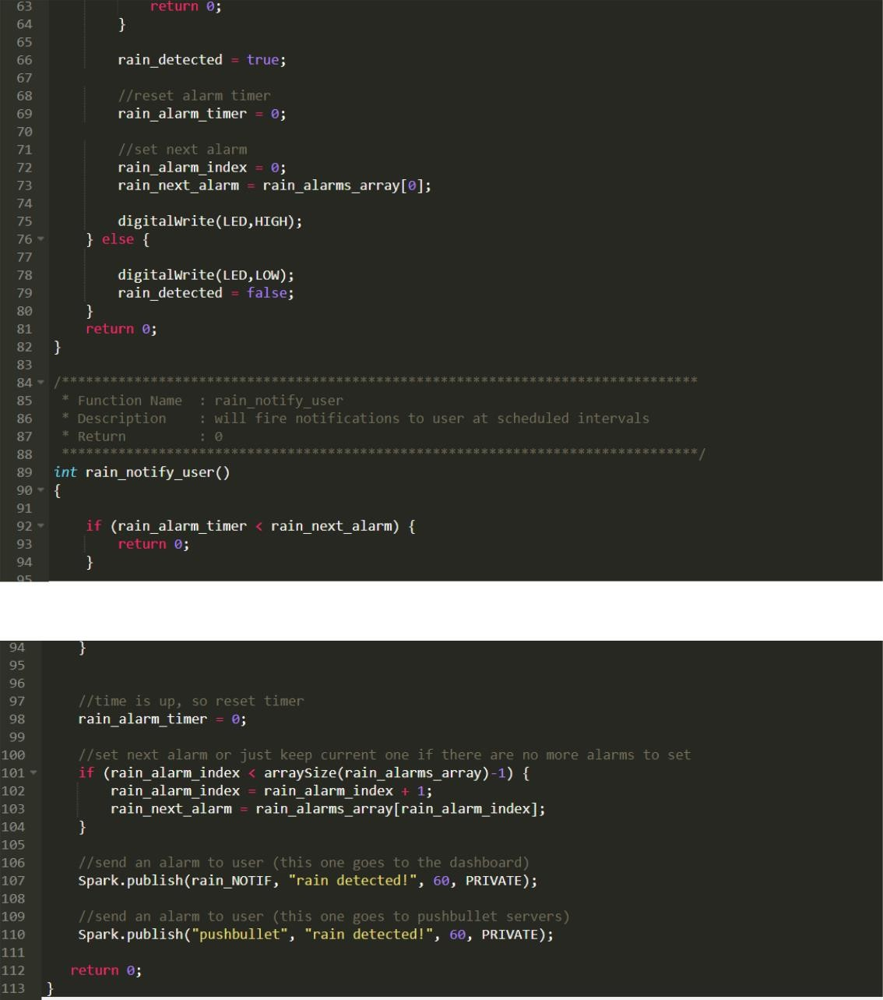 63 return 0;
64 }
65
66 rain_detected = true;
67
68 //reset alarm timer
69 rain_alarm_timer = 0;
70
71 //set next alarm
72 rain_alarm_index = 0;
73 rain_next_alarm = rain_alarms_array[0];
74
75 digitalWrite(LED,HIGH);
76 } else {
77
78 digitalWrite(LED,LOW);
79 rain_detected = false;
80 }
81 return 0;
82 }
83
84 /*******************************************************************************
85 * Function Name : rain_notify_user
86 * Description : will fire notifications to user at scheduled intervals
87 * Return : 0
88 *******************************************************************************/
89 int rain_notify_user()
90 {
91
92 if (rain_alarm_timer < rain_next_alarm) {
93 return 0;
94 }
95
94 }
95
96
97 //time is up, so reset timer
98 rain_alarm_timer = 0;
99
100 //set next alarm or just keep current one if there are no more alarms to set
101 if (rain_alarm_index < arraySize(rain_alarms_array)-1) {
102 rain_alarm_index = rain_alarm_index + 1;
103 rain_next_alarm = rain_alarms_array[rain_alarm_index];
104 }
105
106 //send an alarm to user (this one goes to the dashboard)
107 Spark.publish(rain_NOTIF, "rain detected!", 60, PRIVATE);
108
109 //send an alarm to user (this one goes to pushbullet servers)
110 Spark.publish("pushbullet", "rain detected!", 60, PRIVATE);
111
112 return 0;
113 }